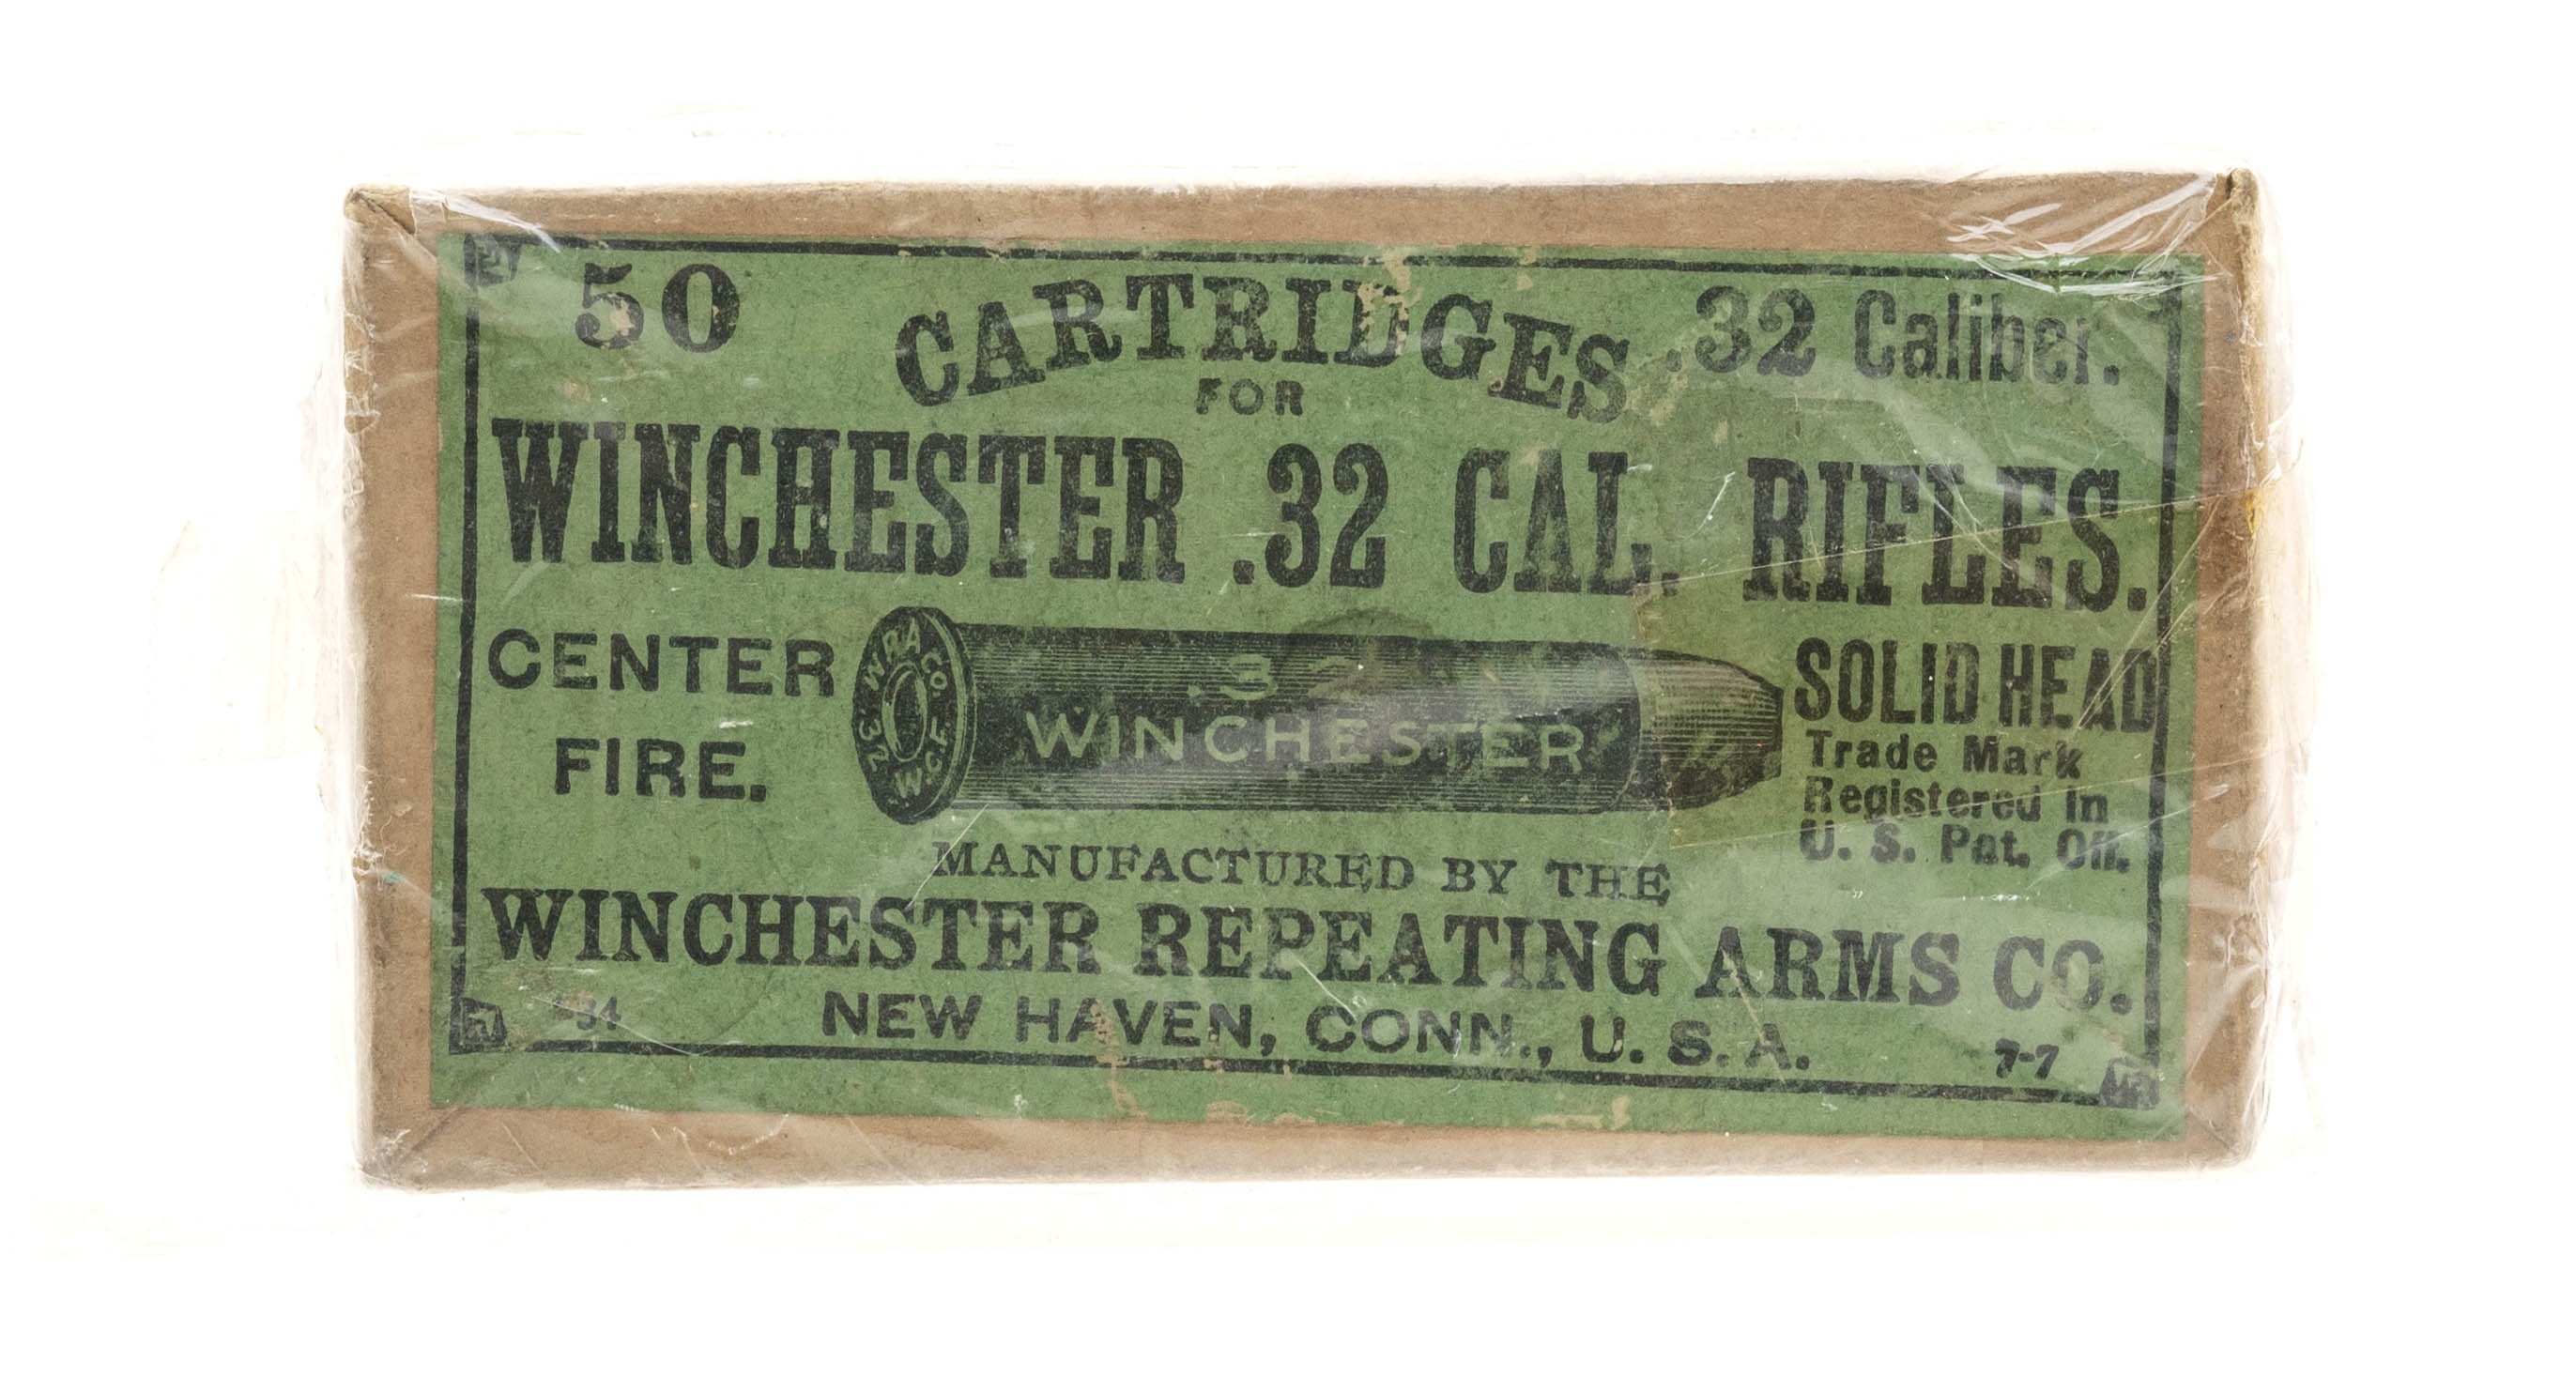 50 CARTRIDGES .32 Caliber.
FOR
WINCHESTER .32 CAL. RIFLES.
CENTER
FIRE.
W.R.A. CO. .32 W.C.F.
.32
WINCHESTER
SOLID HEAD
Trade Mark
Registered in
U. S. Pat. Off.
MANUFACTURED BY THE
WINCHESTER REPEATING ARMS CO.
NEW HAVEN, CONN., U. S. A.
7-7